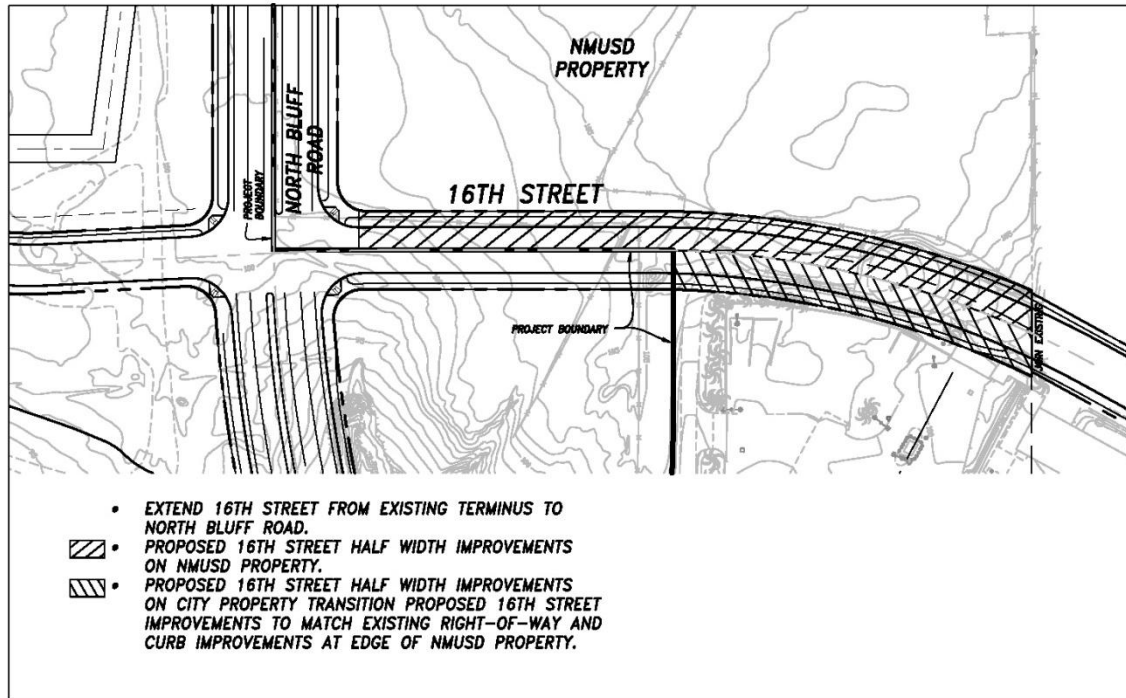 NMUSD
PROPERTY
NORTH BLUFF
ROAD
PROJECT
BOUNDARY
16TH STREET
PROJECT BOUNDARY
• EXTEND 16TH STREET FROM EXISTING TERMINUS TO
NORTH BLUFF ROAD.
• PROPOSED 16TH STREET HALF WIDTH IMPROVEMENTS
ON NMUSD PROPERTY.
• PROPOSED 16TH STREET HALF WIDTH IMPROVEMENTS
ON CITY PROPERTY TRANSITION PROPOSED 16TH STREET
IMPROVEMENTS TO MATCH EXISTING RIGHT-OF-WAY AND
CURB IMPROVEMENTS AT EDGE OF NMUSD PROPERTY.